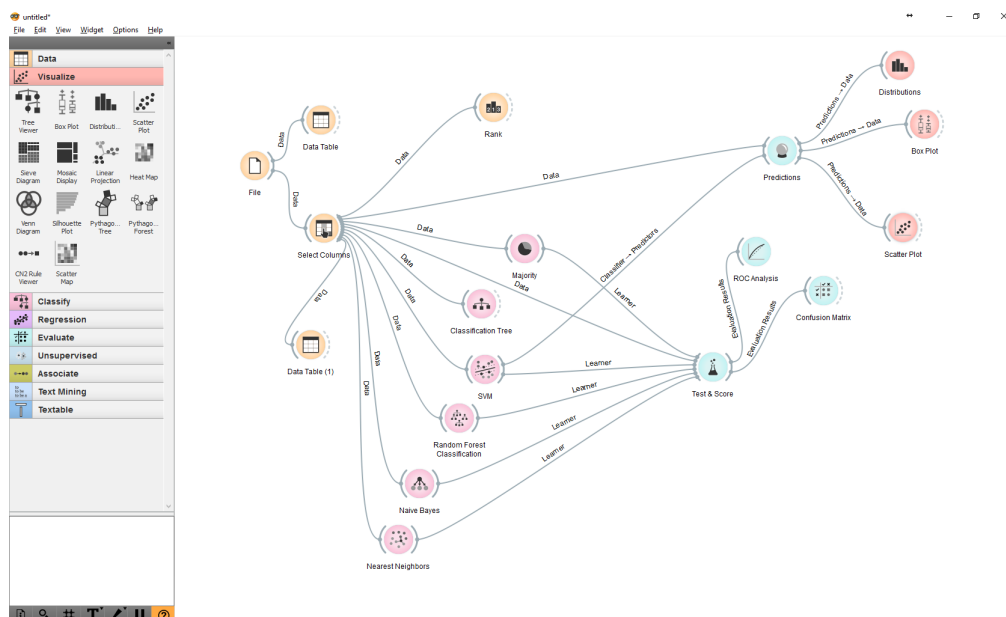 untitled*
File Edit View Widget Options Help
Data
Visualize
Tree Viewer
Box Plot
Distributi...
Scatter Plot
Sieve Diagram
Mosaic Display
Linear Projection
Heat Map
Venn Diagram
Silhouette Plot
Pythago... Tree
Pythago... Forest
CN2 Rule Viewer
Scatter Map
Classify
Regression
Evaluate
Unsupervised
Associate
Text Mining
Textable
File
Data
Data
Data Table
Select Columns
Data
Data Table (1)
Data
Rank
Data
Predictions
Predictions → Data
Distributions
Predictions → Data
Box Plot
Predictions → Data
Scatter Plot
Data
Majority
Data
Data
Classification Tree
Data
SVM
Data
Random Forest Classification
Data
Naive Bayes
Data
Nearest Neighbors
Classifier → Predictors
Learner
Learner
Learner
Learner
Learner
Test & Score
Evaluation Results
ROC Analysis
Evaluation Results
Confusion Matrix